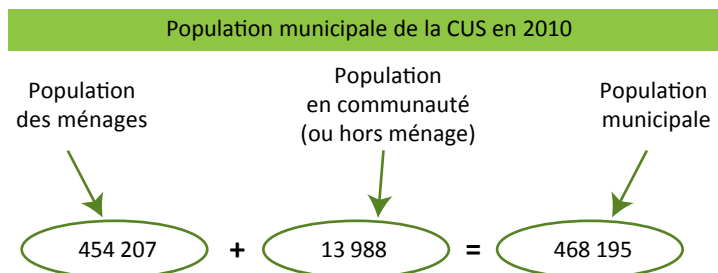 Population municipale de la CUS en 2010
Population
des ménages
Population
en communauté
(ou hors ménage)
Population
municipale
454 207 + 13 988 = 468 195